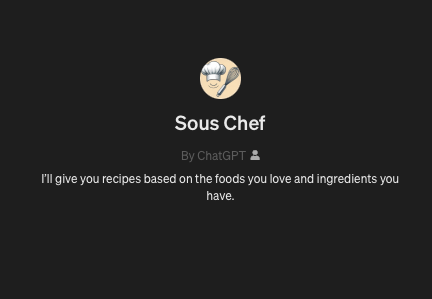 Sous Chef
By ChatGPT
I'll give you recipes based on the foods you love and ingredients you
have.